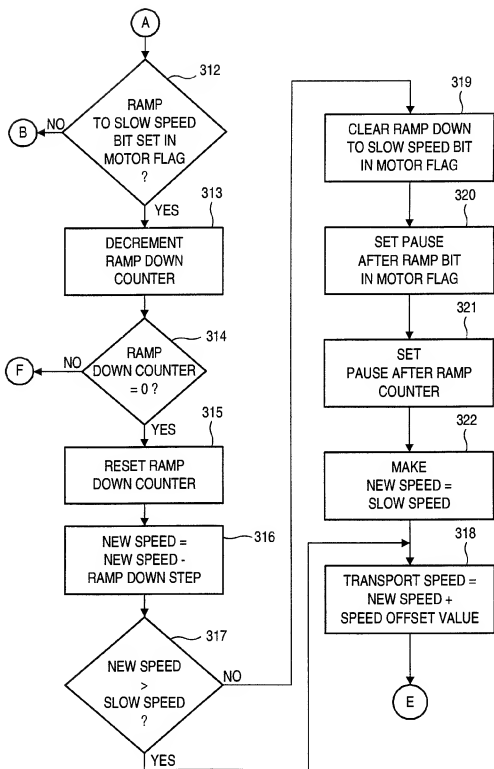 A
312
RAMP
TO SLOW SPEED
BIT SET IN
MOTOR FLAG
?
NO
B
YES
313
DECREMENT
RAMP DOWN
COUNTER
314
RAMP
DOWN COUNTER
= 0 ?
NO
F
YES
315
RESET RAMP
DOWN COUNTER
316
NEW SPEED =
NEW SPEED -
RAMP DOWN STEP
317
NEW SPEED
>
SLOW SPEED
?
NO
YES
319
CLEAR RAMP DOWN
TO SLOW SPEED BIT
IN MOTOR FLAG
320
SET PAUSE
AFTER RAMP BIT
IN MOTOR FLAG
321
SET
PAUSE AFTER RAMP
COUNTER
322
MAKE
NEW SPEED =
SLOW SPEED
318
TRANSPORT SPEED =
NEW SPEED +
SPEED OFFSET VALUE
E